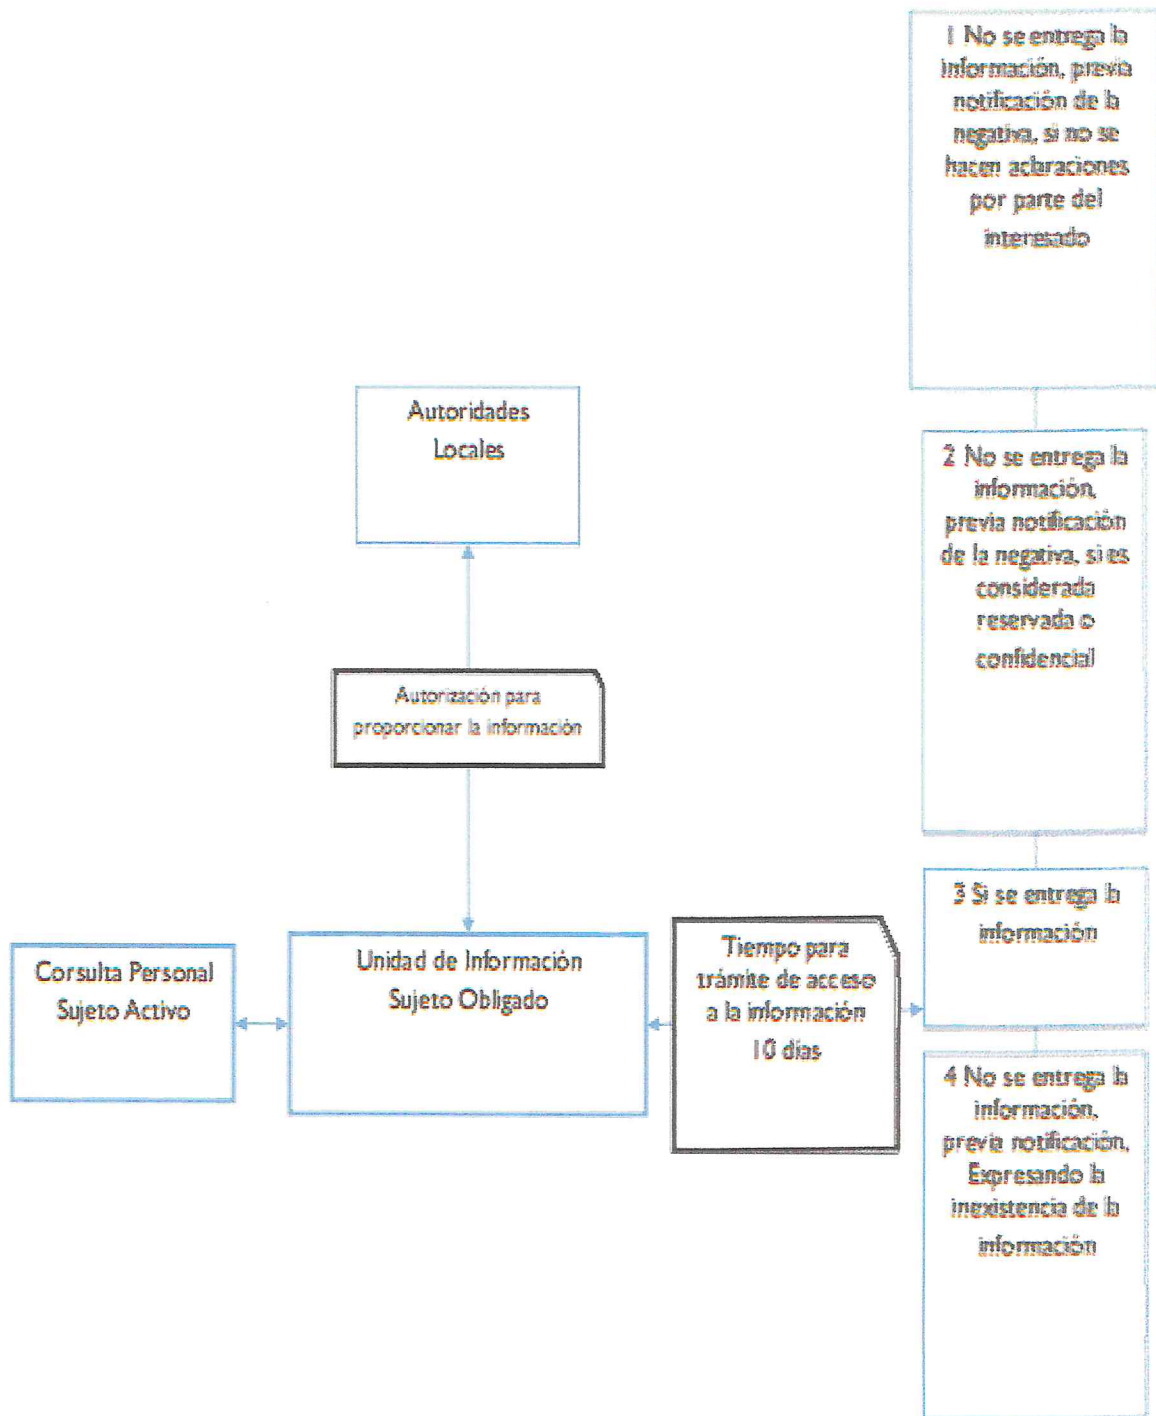 1 No se entrega la
información, previa
notificación de la
negativa, si no se
hacen aclaraciones
por parte del
interesado
Autoridades
Locales
2 No se entrega la
información,
previa notificación
de la negativa, si es
considerada
reservada o
confidencial
Autorización para
proporcionar la información
3 Si se entrega la
información
Consulta Personal
Sujeto Activo
Unidad de Información
Sujeto Obligado
Tiempo para
trámite de acceso
a la información
10 días
4 No se entrega la
información,
previa notificación,
Expresando la
inexistencia de la
información